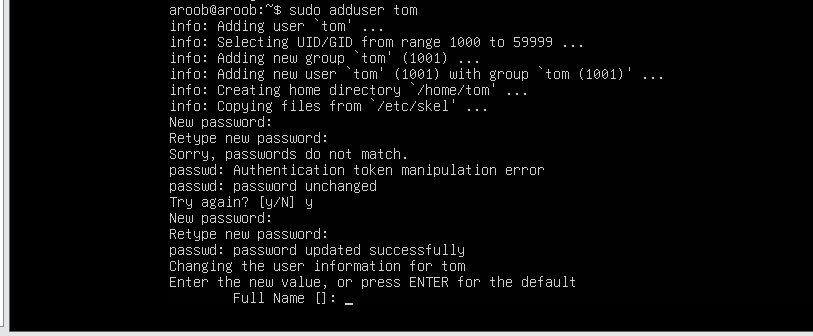 aroob@aroob:~$ sudo adduser tom
info: Adding user `tom' ...
info: Selecting UID/GID from range 1000 to 59999 ...
info: Adding new group `tom' (1001) ...
info: Adding new user `tom' (1001) with group `tom (1001)' ...
info: Creating home directory `/home/tom' ...
info: Copying files from `/etc/skel' ...
New password:
Retype new password:
Sorry, passwords do not match.
passwd: Authentication token manipulation error
passwd: password unchanged
Try again? [y/N] y
New password:
Retype new password:
passwd: password updated successfully
Changing the user information for tom
Enter the new value, or press ENTER for the default
        Full Name []: _